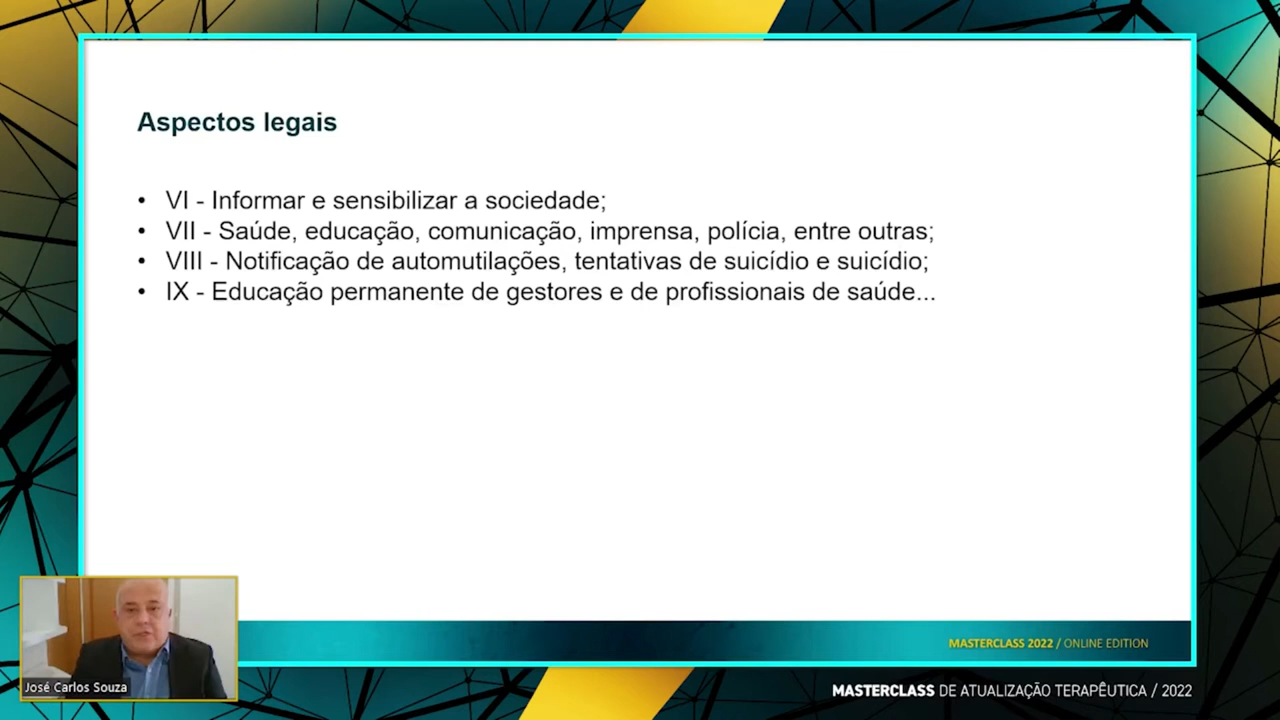 Aspectos legais
• VI - Informar e sensibilizar a sociedade;
• VII - Saúde, educação, comunicação, imprensa, polícia, entre outras;
• VIII - Notificação de automutilações, tentativas de suicídio e suicídio;
• IX - Educação permanente de gestores e de profissionais de saúde...
MASTERCLASS 2022 / ONLINE EDITION
José Carlos Souza
MASTERCLASS DE ATUALIZAÇÃO TERAPÊUTICA / 2022